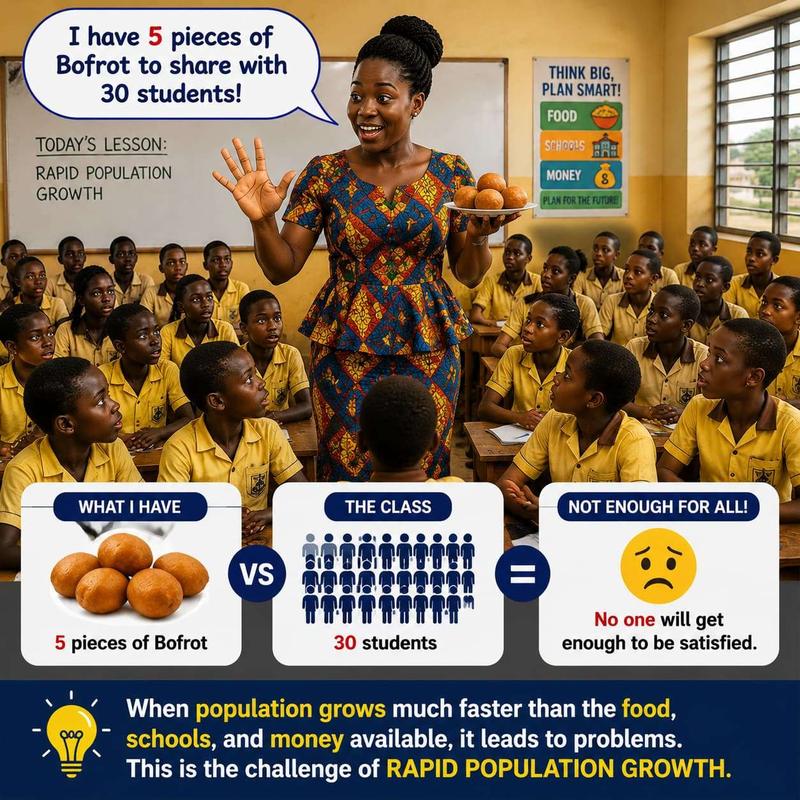 I have 5 pieces of
Bofrot to share with
30 students!
TODAY'S LESSON:
RAPID POPULATION
GROWTH
THINK BIG,
PLAN SMART!
FOOD
SCHOOLS
MONEY
PLAN FOR THE FUTURE!
WHAT I HAVE
5 pieces of Bofrot
VS
THE CLASS
30 students
=
NOT ENOUGH FOR ALL!
No one will get
enough to be satisfied.
When population grows much faster than the food,
schools, and money available, it leads to problems.
This is the challenge of RAPID POPULATION GROWTH.